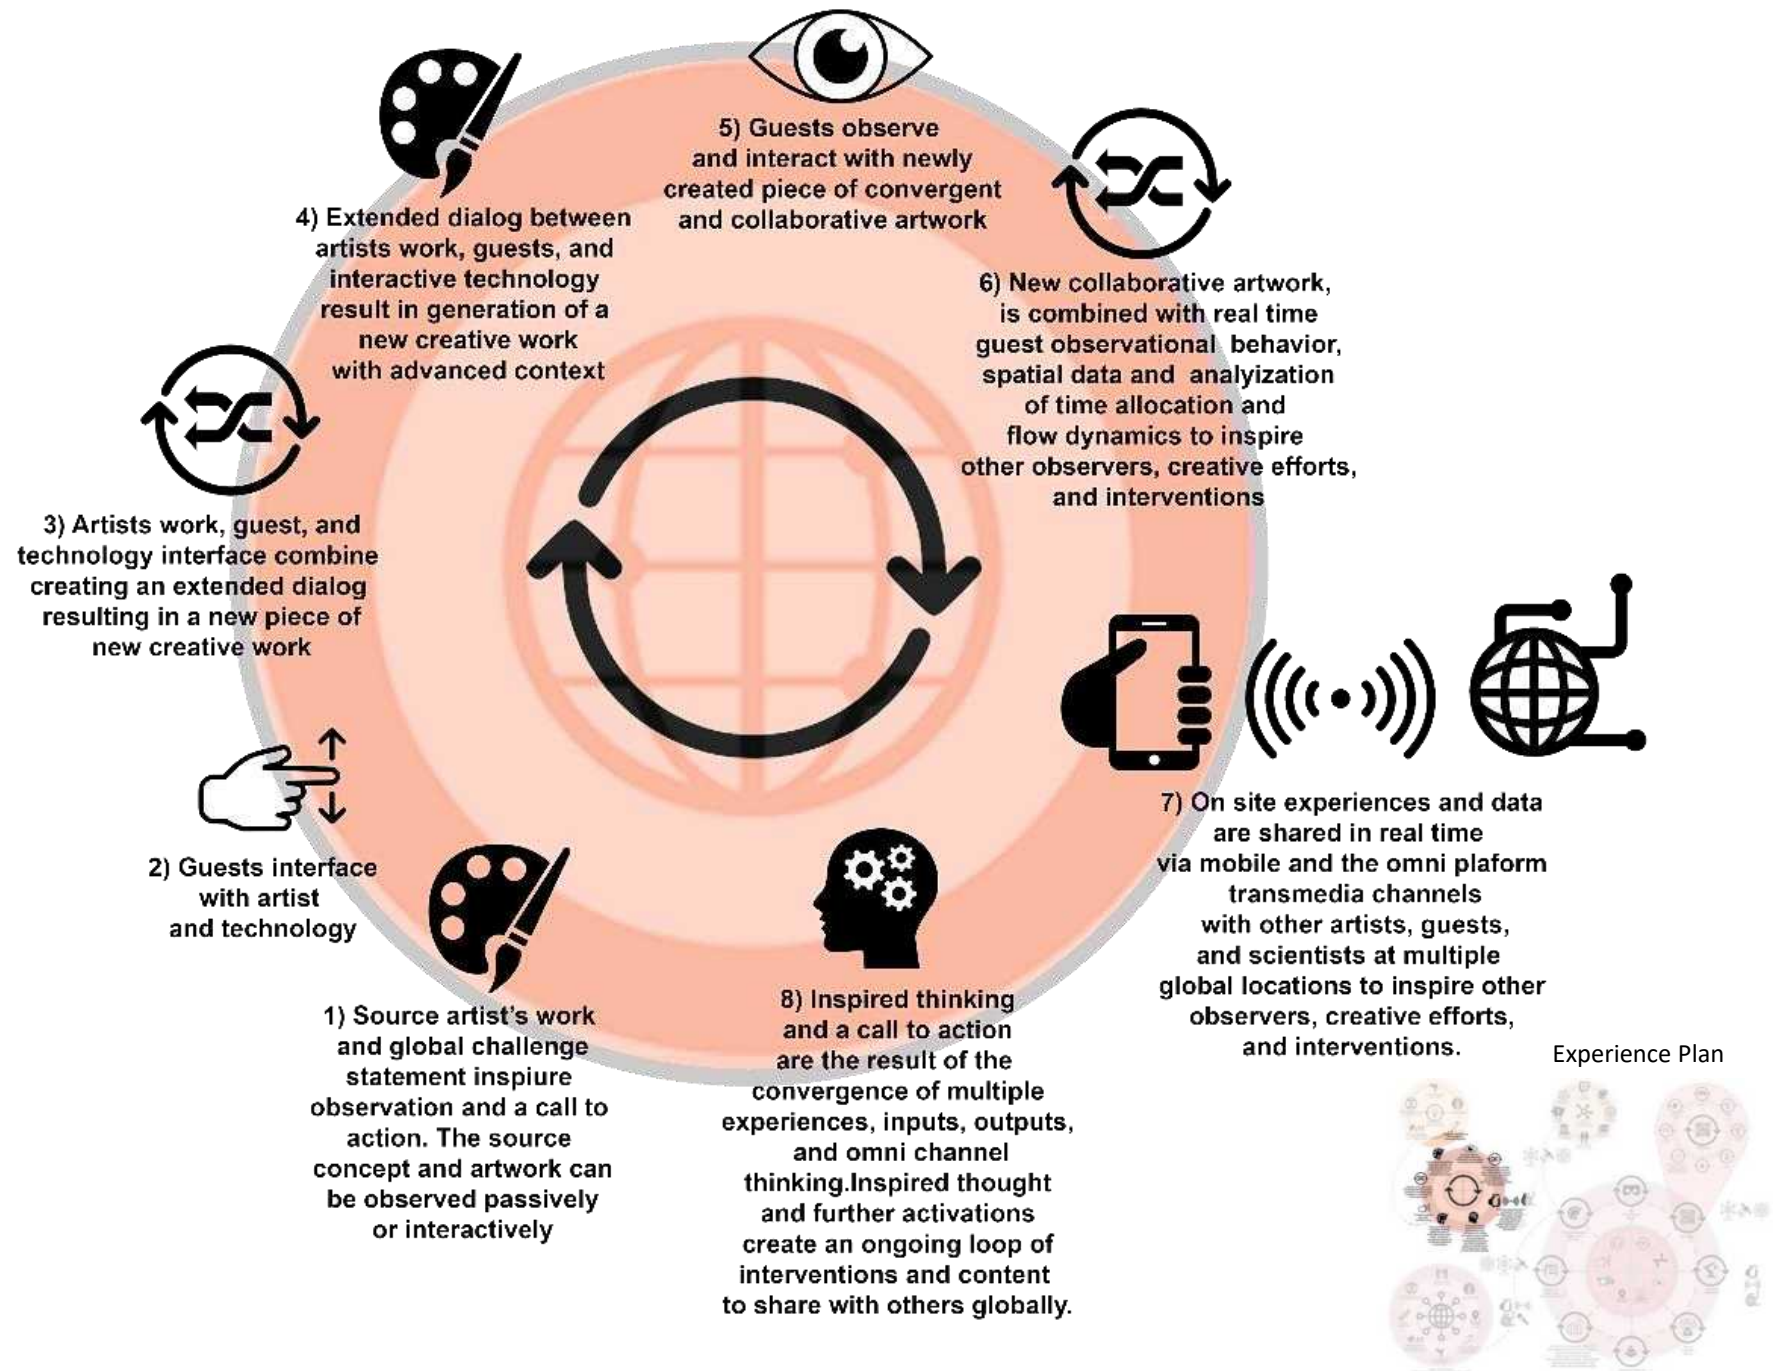 1) Source artist's work
and global challenge
statement inspiure
observation and a call to
action. The source
concept and artwork can
be observed passively
or interactively
2) Guests interface
with artist
and technology
3) Artists work, guest, and
technology interface combine
creating an extended dialog
resulting in a new piece of
new creative work
4) Extended dialog between
artists work, guests, and
interactive technology
result in generation of a
new creative work
with advanced context
5) Guests observe
and interact with newly
created piece of convergent
and collaborative artwork
6) New collaborative artwork,
is combined with real time
guest observational behavior,
spatial data and analyization
of time allocation and
flow dynamics to inspire
other observers, creative efforts,
and interventions
7) On site experiences and data
are shared in real time
via mobile and the omni plaform
transmedia channels
with other artists, guests,
and scientists at multiple
global locations to inspire other
observers, creative efforts,
and interventions.
8) Inspired thinking
and a call to action
are the result of the
convergence of multiple
experiences, inputs, outputs,
and omni channel
thinking.Inspired thought
and further activations
create an ongoing loop of
interventions and content
to share with others globally.
Experience Plan